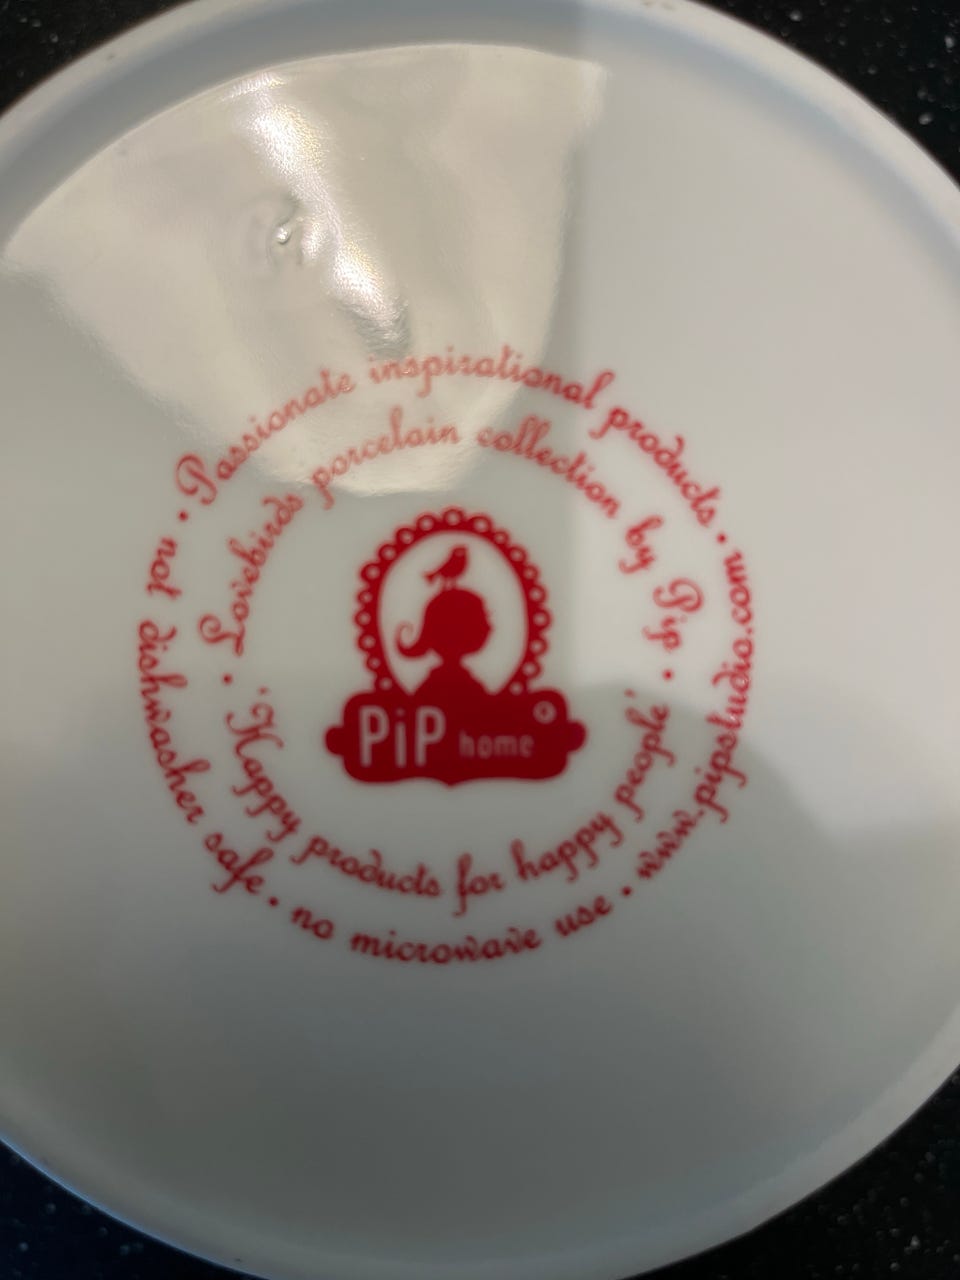 Passionate inspirational products • www.pipstudio.com • no microwave use • not dishwasher safe •
Lovebirds porcelain collection by Pip •
'Happy products for happy people' •
PiP home